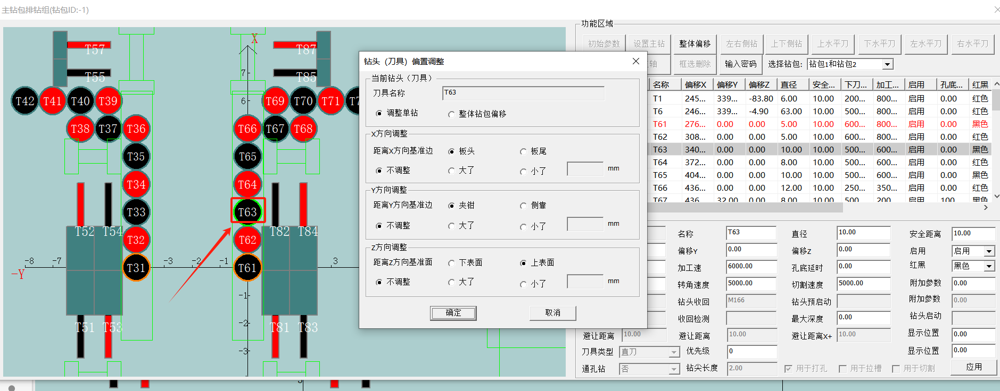 主钻包排钻组(钻包ID:-1)
功能区域
初始参数 设置主钻 整体偏移 左右侧钻 上下侧钻 上水平刀 下水平刀 左水平刀 右水平刀
轴 框选删除 输入密码 选择钻包: 钻包1和钻包2
名称 偏移X 偏移Y 偏移Z 直径 安全... 下刀... 加工... 启用 孔底... 红黑
T1 245... 339... -83.80 6.00 10.00 200... 800... 启用 0.00 红色
T6 246... 339... -4.90 63.00 10.00 500... 800... 启用 0.00 红色
T61 276... 0.00 0.00 5.00 10.00 600... 800... 启用 0.00 黑色
T62 308... 0.00 0.00 5.00 10.00 600... 800... 启用 0.00 红色
T63 340... 0.00 0.00 10.00 10.00 500... 600... 启用 0.00 黑色
T64 372... 0.00 0.00 8.00 10.00 500... 600... 启用 0.00 红色
T65 404... 0.00 0.00 10.00 10.00 500... 600... 启用 0.00 黑色
T66 436... 0.00 0.00 12.00 10.00 250... 350... 启用 0.00 红色
T67 436 32.00 0.00 8.00 10.00 500 200 启用 100 黑色
名称 T63 直径 10.00 安全距离 10.00
偏移Y 0.00 偏移Z 0.00 启用 启用
加工速 6000.00 孔底延时 0.00 红黑 黑色
转角速度 5000.00 切割速度 5000.00 附加参数 0.00
钻头收回 M166 钻头预启动 附加参数 0.00
收回检测 最大深度 0.00 钻头启动
避让距离 10.00 避让距离 10.00 避让距离X+ 10.00 显示位置 0.00
刀具类型 直刀 优先级 0 显示位置 0.00
通孔钻 否 钻尖长度 2.00 用于打孔 用于拉槽 用于切割 应用
钻头（刀具）偏置调整
当前钻头（刀具）
刀具名称 T63
调整单钻 整体钻包偏移
X方向调整
距离X方向基准边 板头 板尾
不调整 大了 小了 mm
Y方向调整
距离Y方向基准边 夹钳 侧靠
不调整 大了 小了 mm
Z方向调整
距离Z方向基准面 下表面 上表面
不调整 大了 小了 mm
确定 取消
X
T57 T87
T55 7 T85
T42 T41 T40 T39 6 T69 T70 T71
T38 T37 T36 T66 T67 T68
T35 T65
T34 T64
T33 T63
T52 T54 T32 T62 T82 T84
-8 -7 -3 -2 -1 3
-Y T31 T61
-1
T51 T53 -2 T81 T83
-3